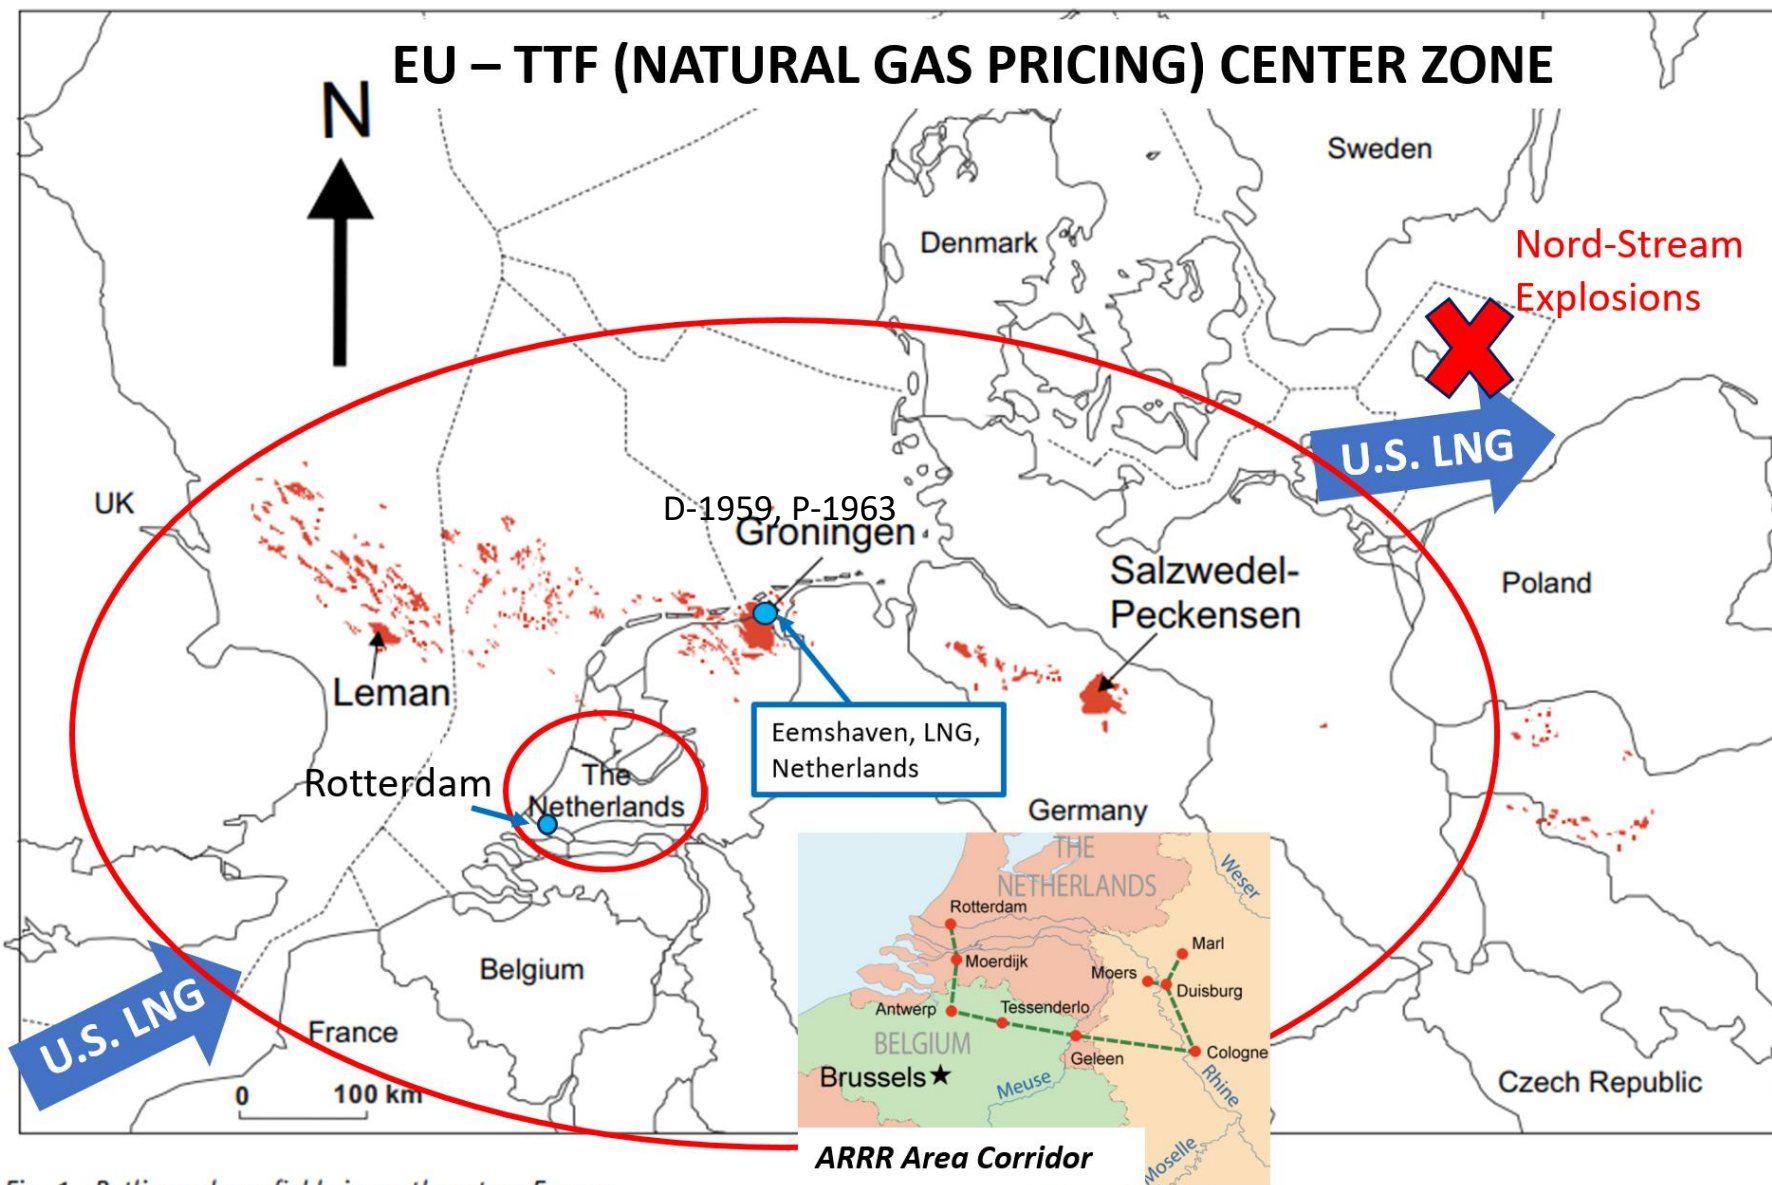 EU – TTF (NATURAL GAS PRICING) CENTER ZONE
N
Sweden
Denmark
Nord-Stream
Explosions
U.S. LNG
UK
D-1959, P-1963
Groningen
Salzwedel-
Peckensen
Poland
Leman
Eemshaven, LNG,
Netherlands
Rotterdam
The
Netherlands
Germany
Belgium
U.S. LNG
France
0 100 km
Czech Republic
THE
NETHERLANDS
Weser
Rotterdam
Marl
Moerdijk
Moers
Duisburg
Antwerp
Tessenderlo
BELGIUM
Geleen
Cologne
Brussels
Meuse
Rhine
ARRR Area Corridor
Moselle